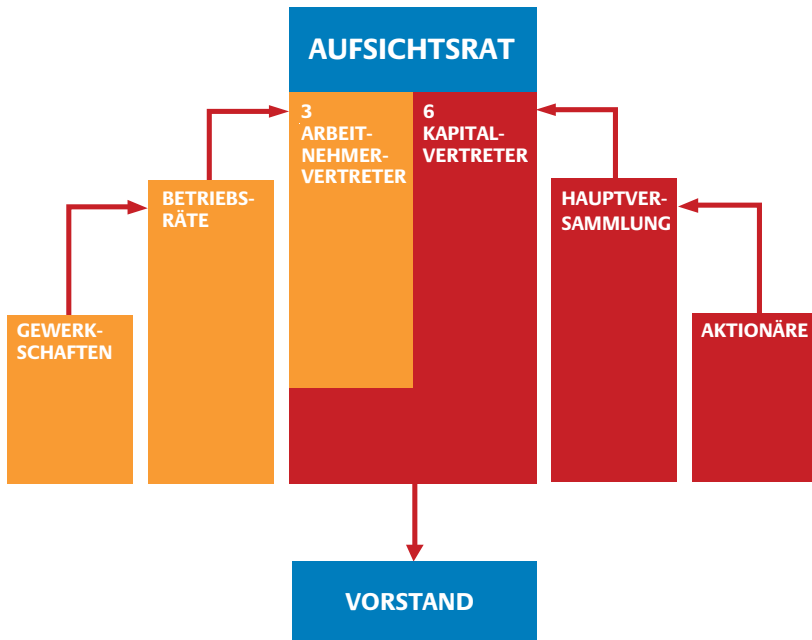 AUFSICHTSRAT
3
ARBEIT-
NEHMER-
VERTRETER
6
KAPITAL-
VERTRETER
BETRIEBS-
RÄTE
HAUPTVER-
SAMMLUNG
GEWERK-
SCHAFTEN
AKTIONÄRE
VORSTAND